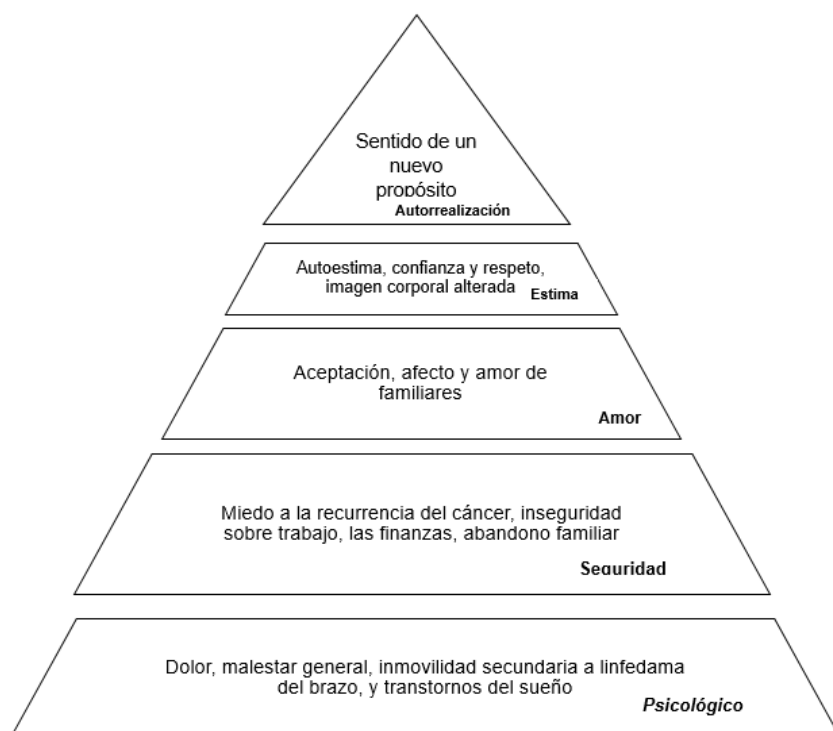 Sentido de un
nuevo
propósito
Autorrealización
Autoestima, confianza y respeto,
imagen corporal alterada
Estima
Aceptación, afecto y amor de
familiares
Amor
Miedo a la recurrencia del cáncer, inseguridad
sobre trabajo, las finanzas, abandono familiar
Seguridad
Dolor, malestar general, inmovilidad secundaria a linfedama
del brazo, y transtornos del sueño
Psicológico